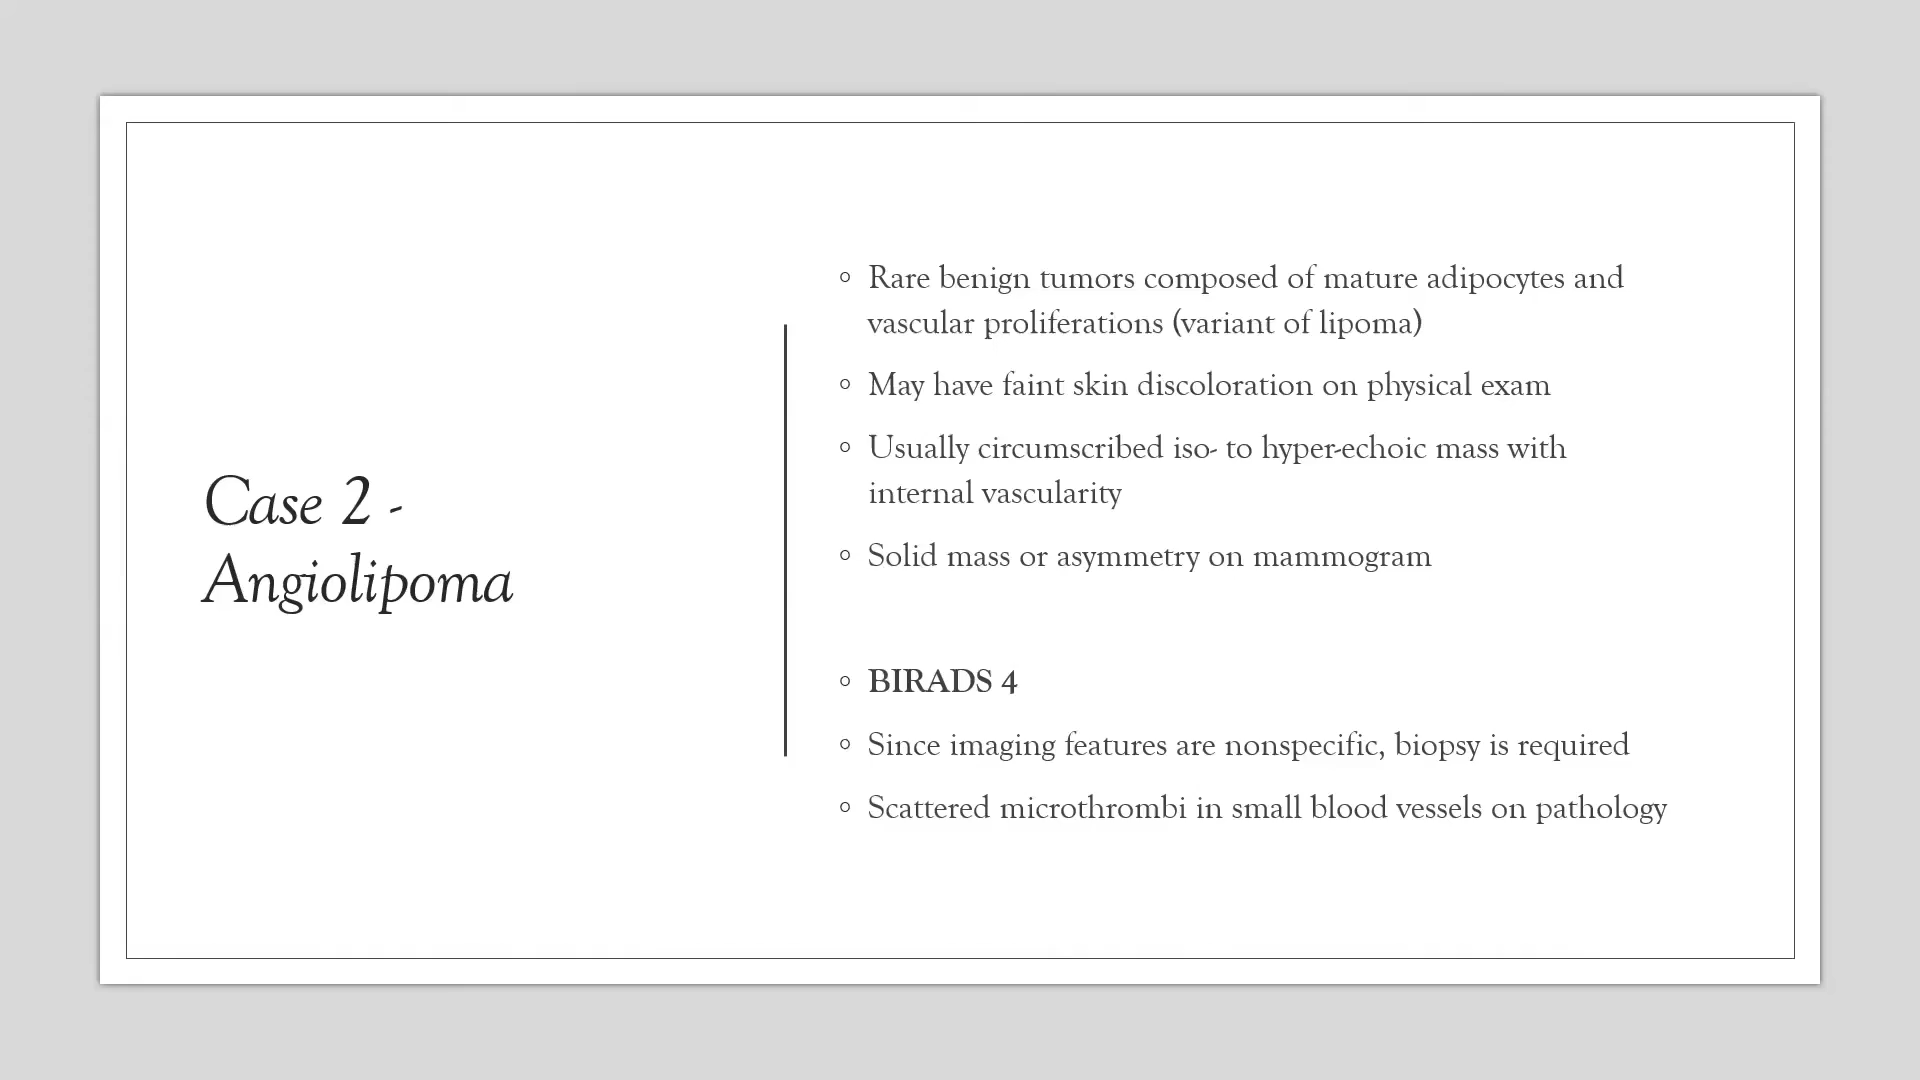 Case 2 -
Angiolipoma
◦ Rare benign tumors composed of mature adipocytes and
vascular proliferations (variant of lipoma)
◦ May have faint skin discoloration on physical exam
◦ Usually circumscribed iso- to hyper-echoic mass with
internal vascularity
◦ Solid mass or asymmetry on mammogram
◦ BIRADS 4
◦ Since imaging features are nonspecific, biopsy is required
◦ Scattered microthrombi in small blood vessels on pathology